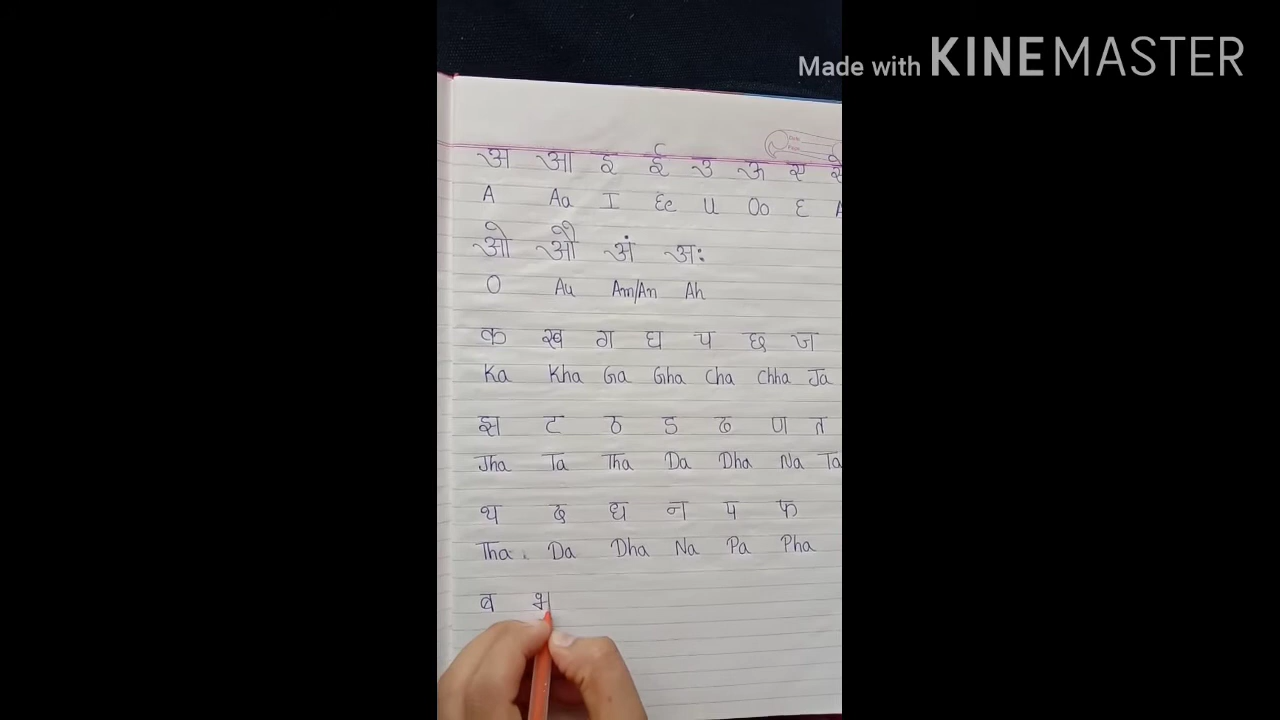 Made with KINEMASTER
अ आ इ ई उ ऊ ए ऐ
A Aa I Ee U Oo E A
ओ औ अं अः
O Au Am/An Ah
क ख ग घ च छ ज
Ka Kha Ga Gha Cha Chha Ja
झ ट ठ ड ढ ण त
Jha Ta Tha Da Dha Na Ta
थ द ध न प फ
Tha Da Dha Na Pa Pha
ब भ